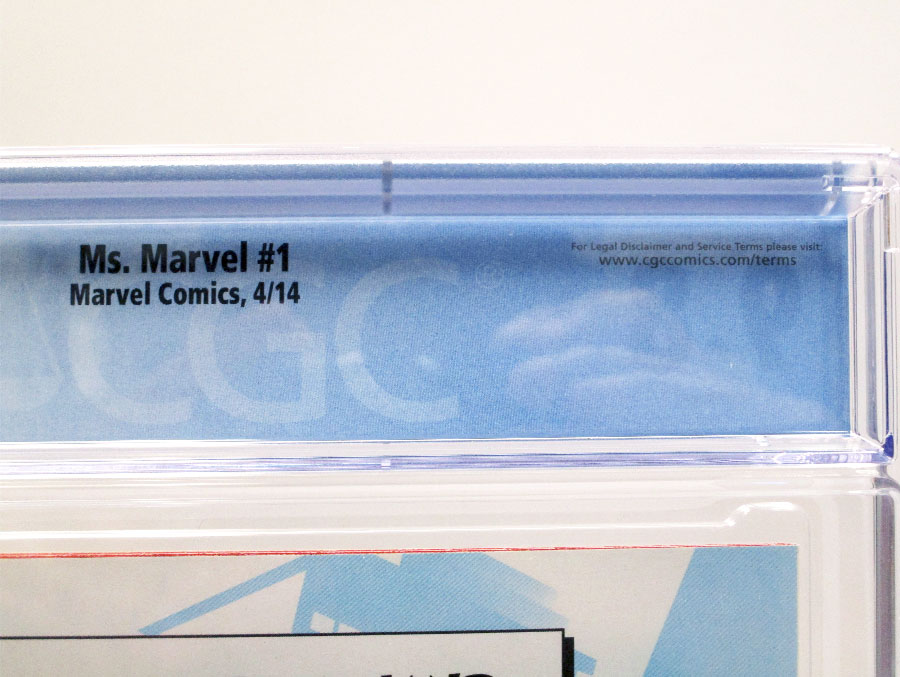 Ms. Marvel #1
Marvel Comics, 4/14
For Legal Disclaimer and Service Terms please visit:
www.cgccomics.com/terms
CGC®